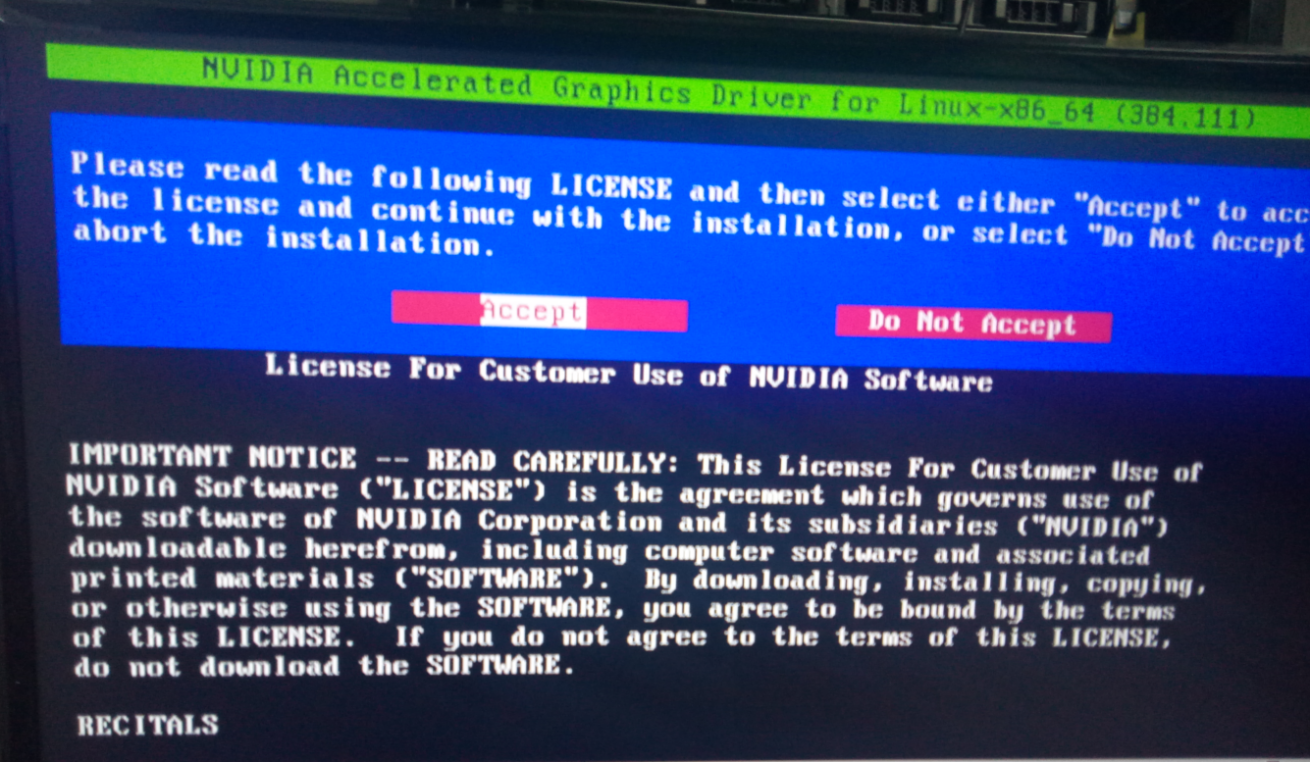 NVIDIA Accelerated Graphics Driver for Linux-x86_64 (384.111)
Please read the following LICENSE and then select either "Accept" to acc
the license and continue with the installation, or select "Do Not Accept
abort the installation.
Accept
Do Not Accept
License For Customer Use of NVIDIA Software
IMPORTANT NOTICE -- READ CAREFULLY: This License For Customer Use of
NVIDIA Software ("LICENSE") is the agreement which governs use of
the software of NVIDIA Corporation and its subsidiaries ("NVIDIA")
downloadable herefrom, including computer software and associated
printed materials ("SOFTWARE").  By downloading, installing, copying,
or otherwise using the SOFTWARE, you agree to be bound by the terms
of this LICENSE.  If you do not agree to the terms of this LICENSE,
do not download the SOFTWARE.
RECITALS